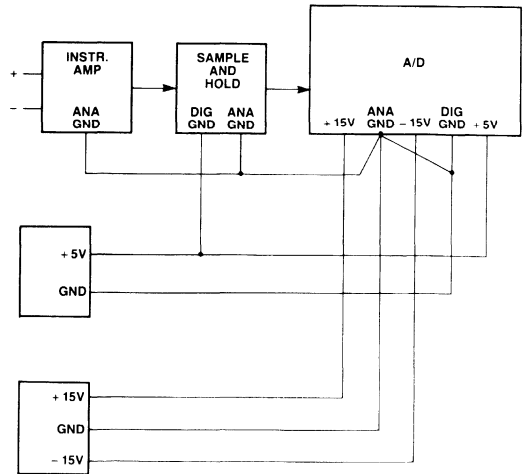 INSTR.
AMP
+
–
ANA
GND
SAMPLE
AND
HOLD
DIG
GND
ANA
GND
A/D
+ 15V
ANA
GND
– 15V
DIG
GND
+ 5V
+ 5V
GND
+ 15V
GND
– 15V